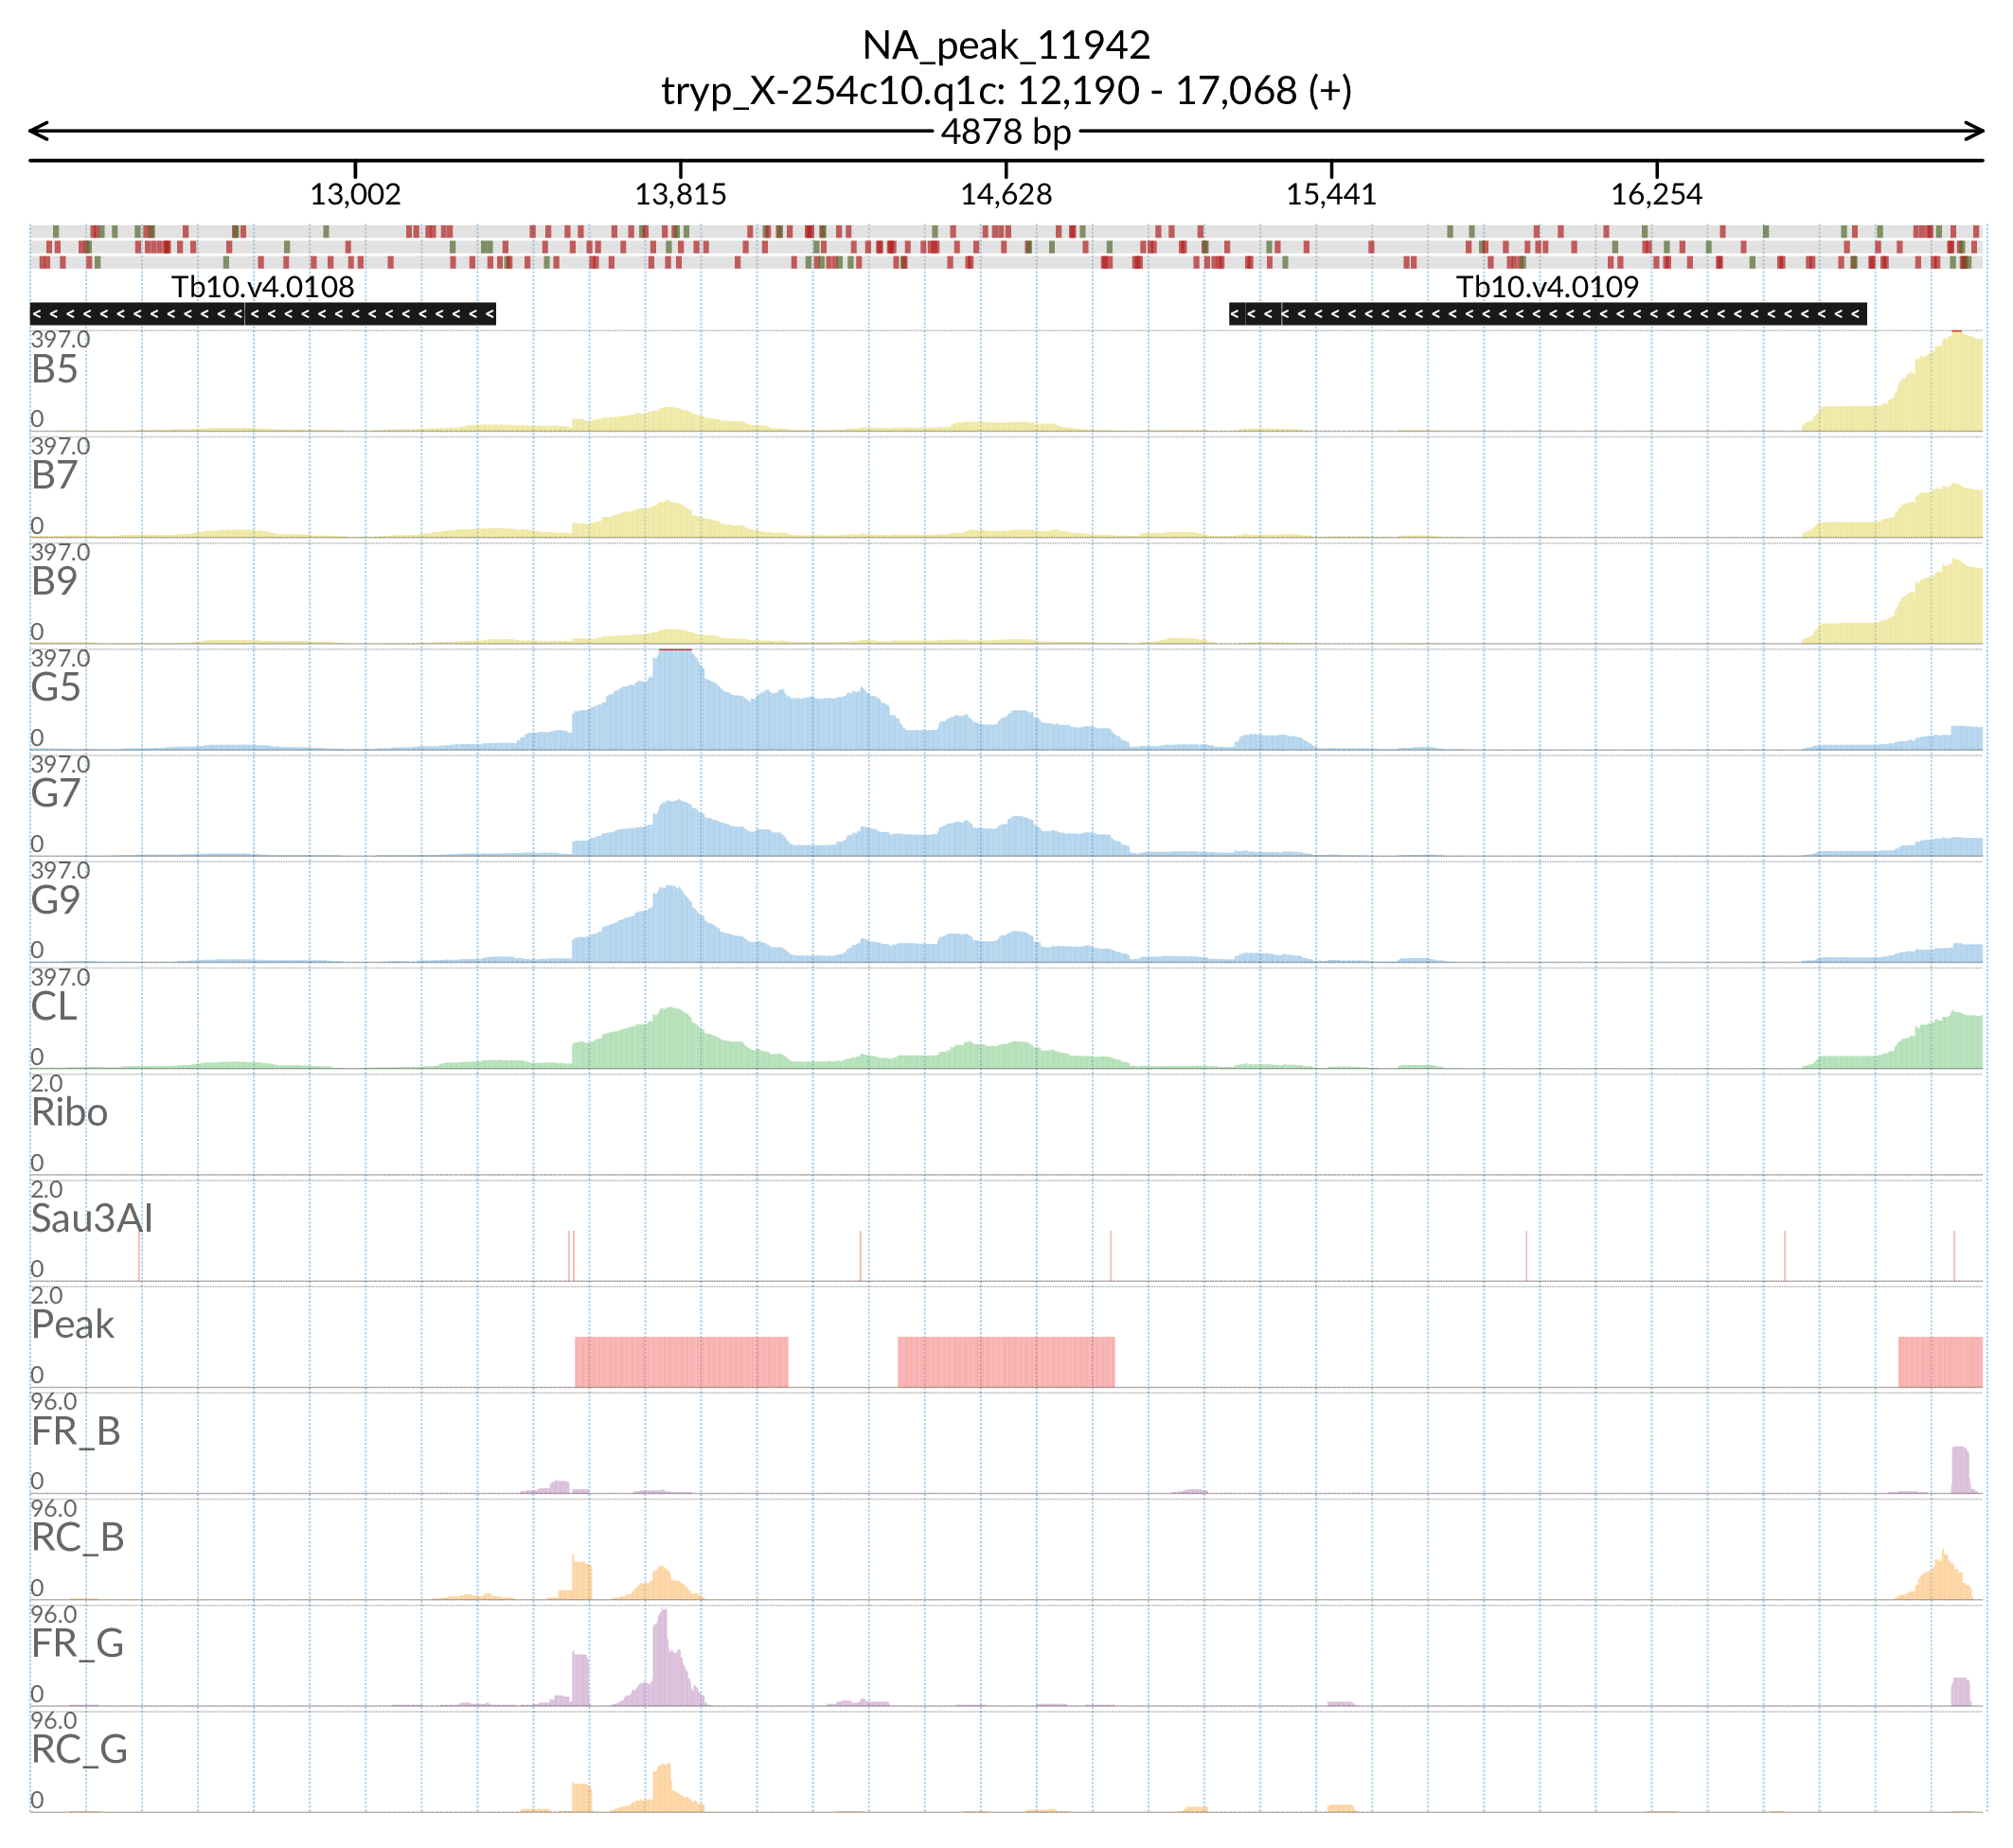 NA_peak_11942
tryp_X-254c10.q1c: 12,190 - 17,068 (+)
4878 bp
13,002 13,815 14,628 15,441 16,254
Tb10.v4.0108 Tb10.v4.0109
397.0
B5
0
397.0
B7
0
397.0
B9
0
397.0
G5
0
397.0
G7
0
397.0
G9
0
397.0
CL
0
2.0
Ribo
0
2.0
Sau3AI
0
2.0
Peak
0
96.0
FR_B
0
96.0
RC_B
0
96.0
FR_G
0
96.0
RC_G
0